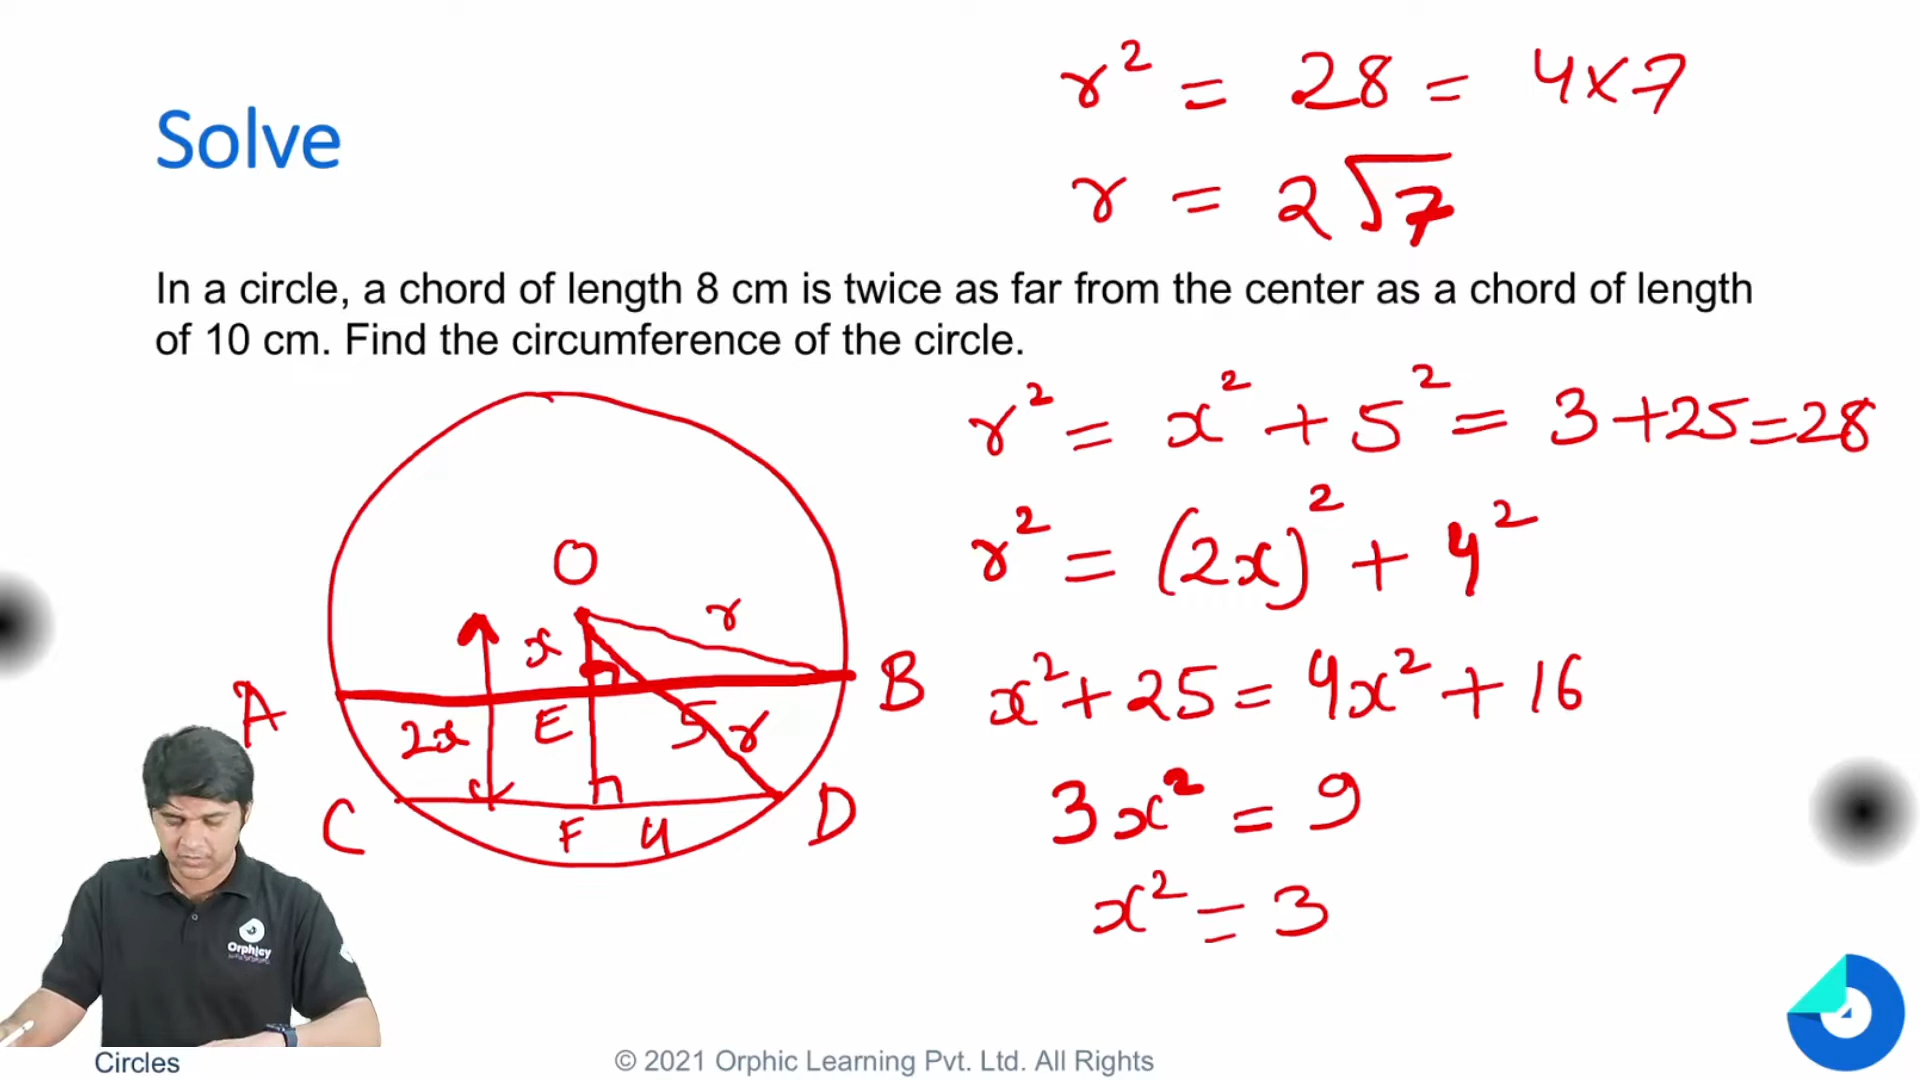 r² = 28 = 4×7
Solve
r = 2√7
In a circle, a chord of length 8 cm is twice as far from the center as a chord of length
of 10 cm. Find the circumference of the circle.
r² = x² + 5² = 3+25=28
r² = (2x)² + 4²
x²+25 = 4x² + 16
3x² = 9
x² = 3
O
r
x
A
B
2x
E
5
r
C
F
4
D
Orphley
Circles
© 2021 Orphic Learning Pvt. Ltd. All Rights